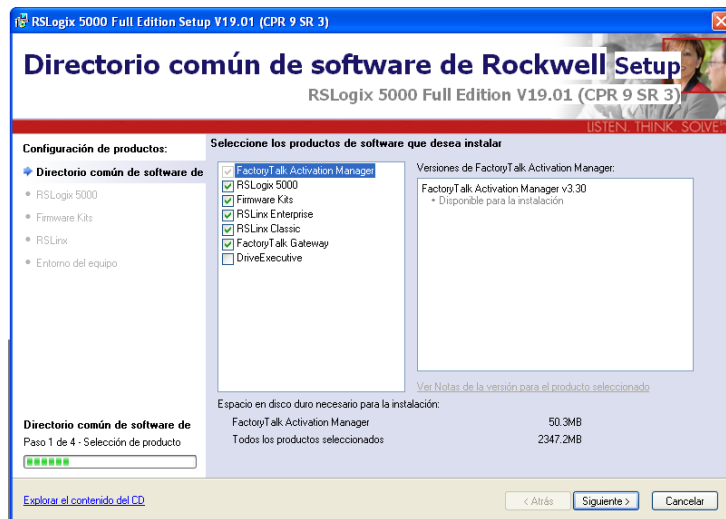 RSLogix 5000 Full Edition Setup V19.01 (CPR 9 SR 3)
Directorio común de software de Rockwell Setup
RSLogix 5000 Full Edition V19.01 (CPR 9 SR 3)
LISTEN. THINK. SOLVE.
Configuración de productos:
Directorio común de software de
RSLogix 5000
Firmware Kits
RSLinx
Entorno del equipo
Seleccione los productos de software que desea instalar
FactoryTalk Activation Manager
RSLogix 5000
Firmware Kits
RSLinx Enterprise
RSLinx Classic
FactoryTalk Gateway
DriveExecutive
Versiones de FactoryTalk Activation Manager:
FactoryTalk Activation Manager v3.30
• Disponible para la instalación
Ver Notas de la versión para el producto seleccionado
Espacio en disco duro necesario para la instalación:
FactoryTalk Activation Manager 50.3MB
Todos los productos seleccionados 2347.2MB
Directorio común de software de
Paso 1 de 4 - Selección de producto
Explorar el contenido del CD
< Atrás
Siguiente >
Cancelar